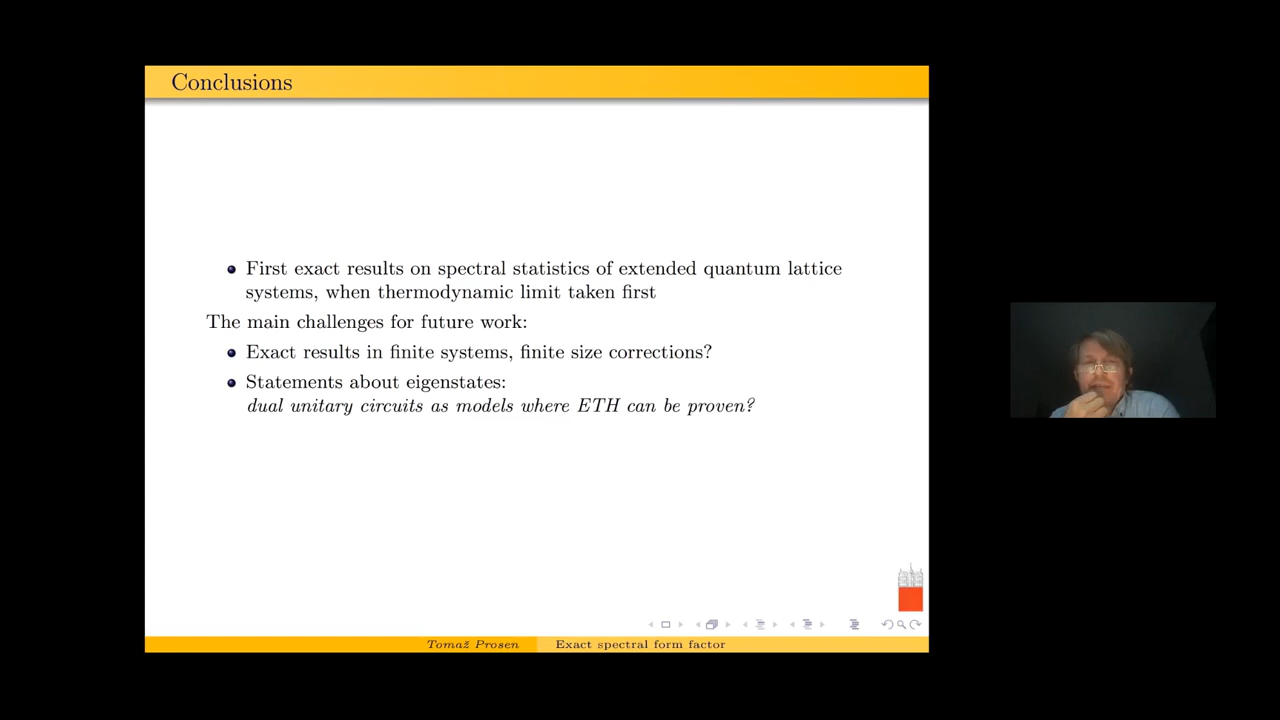 Conclusions
First exact results on spectral statistics of extended quantum lattice
systems, when thermodynamic limit taken first
The main challenges for future work:
Exact results in finite systems, finite size corrections?
Statements about eigenstates:
dual unitary circuits as models where ETH can be proven?
Tomaž Prosen
Exact spectral form factor